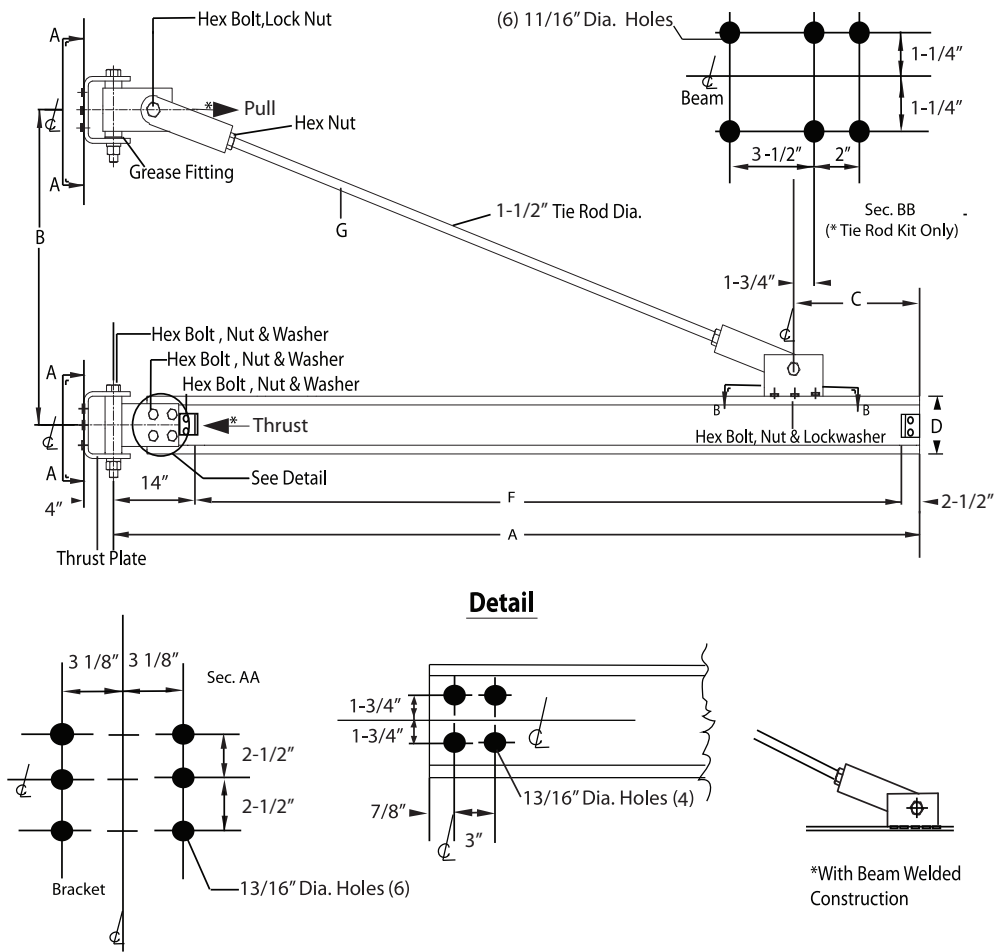 Hex Bolt,Lock Nut
(6) 11/16” Dia. Holes
A
* Pull
Hex Nut
℄
A
Grease Fitting
B
G
1-1/2” Tie Rod Dia.
℄
Beam
1-1/4”
1-1/4”
3 -1/2”
2”
Sec. BB
(* Tie Rod Kit Only)
1-3/4”
C
℄
Hex Bolt , Nut & Washer
Hex Bolt , Nut & Washer
Hex Bolt , Nut & Washer
A
℄
A
* Thrust
B
B
Hex Bolt, Nut & Lockwasher
D
See Detail
4”
14”
F
2-1/2”
A
Thrust Plate
Detail
3 1/8”
3 1/8”
Sec. AA
2-1/2”
2-1/2”
℄
Bracket
13/16” Dia. Holes (6)
℄
1-3/4”
1-3/4”
℄
13/16” Dia. Holes (4)
7/8”
3”
℄
*With Beam Welded
Construction